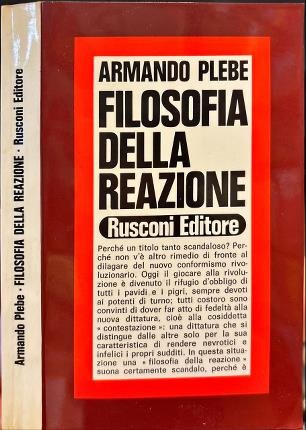 Armando Plebe · FILOSOFIA DELLA REAZIONE · Rusconi Editore
ARMANDO PLEBE
FILOSOFIA
DELLA
REAZIONE
Rusconi Editore
Perché un titolo tanto scandaloso? Per-
ché non v'è altro rimedio di fronte al
dilagare del nuovo conformismo rivo-
luzionario. Oggi il giocare alla rivolu-
zione è divenuto il rifugio d'obbligo di
tutti i pavidi e i pigri, sempre devoti
ai potenti di turno; tutti costoro sono
convinti di dover far atto di fedeltà alla
nuova dittatura, cioè alla cosiddetta
« contestazione »: una dittatura che si
distingue dalle altre solo per la sua
caratteristica di rendere nevrotici e
infelici i propri sudditi. In questa situa-
zione una « filosofia della reazione »
suona certamente scandalo, perché è